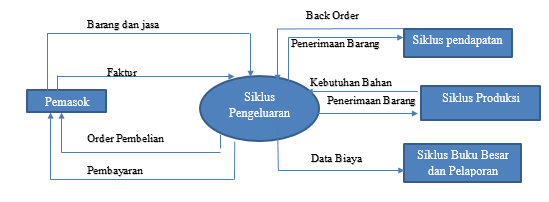 Back Order
Barang dan jasa
Siklus pendapatan
Penerimaan Barang
Faktur
Kebutuhan Bahan
Siklus
Pengeluaran
Pemasok
Siklus Produksi
Penerimaan Barang
Order Pembelian
Data Biaya
Siklus Buku Besar
dan Pelaporan
Pembayaran